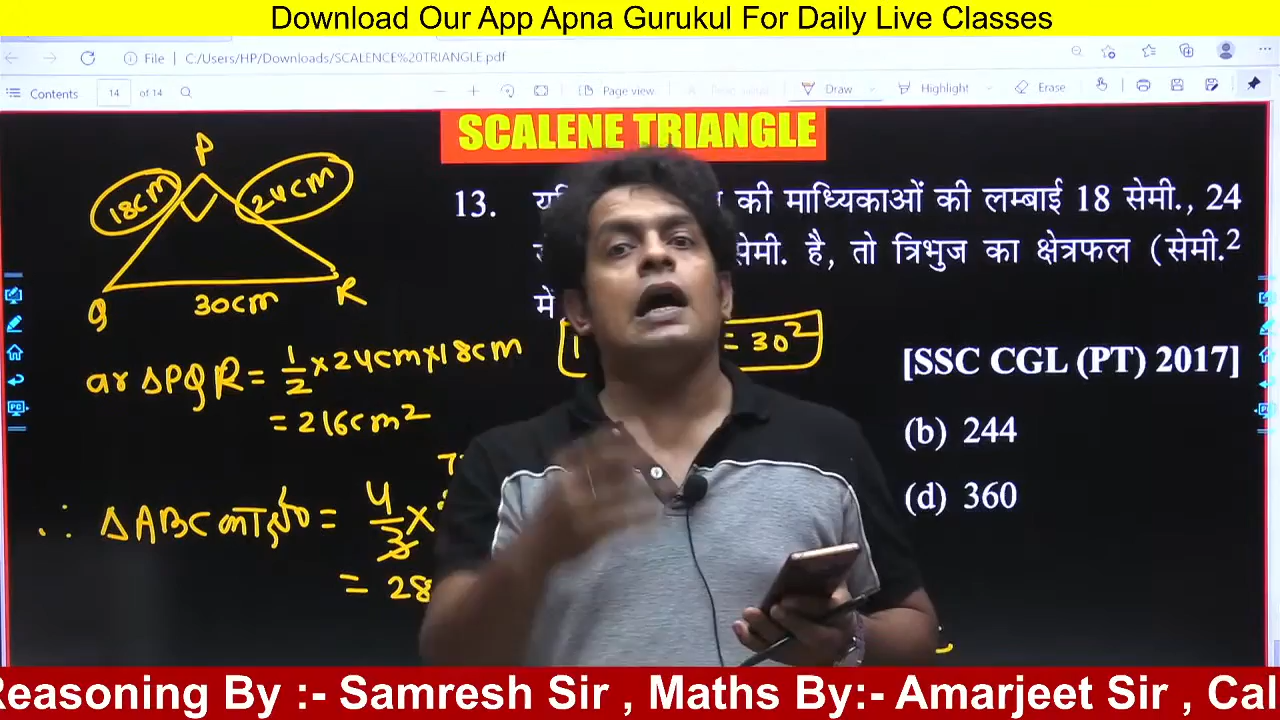 Download Our App Apna Gurukul For Daily Live Classes
File | C:/Users/HP/Downloads/SCALENCE%20TRIANGLE.pdf
Contents 14 of 14 Page view Draw Highlight Erase
SCALENE TRIANGLE
13. की माध्यिकाओं की लम्बाई 18 सेमी., 24
सेमी. है, तो त्रिभुज का क्षेत्रफल (सेमी.²
में
= 30²
[SSC CGL (PT) 2017]
(b) 244
(d) 360
P
18cm
24cm
Q
30cm
R
ar △PQR = 1/2 × 24cm × 18cm
= 216cm²
∴ △ABC = 4/3 ×
= 28
Reasoning By :- Samresh Sir , Maths By:- Amarjeet Sir , Cal